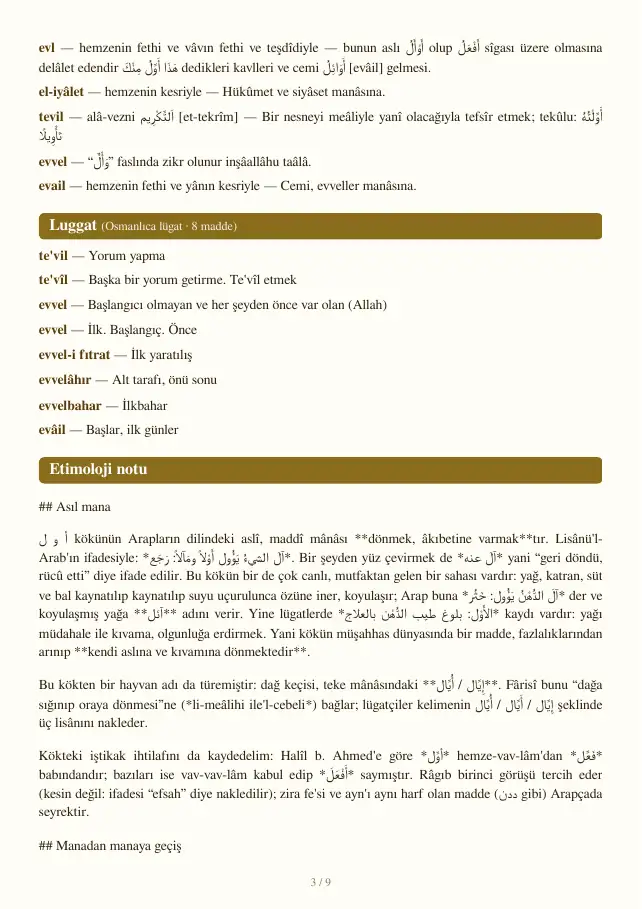 evl — hemzenin fethi ve vâvın fethi ve teşdîdiyle — bunun aslı أَوْأَلُ olup أَفْعَلْ sîgası üzere olmasına
delâlet edendir هَذَا أَوَّلُ مِنْكَ dedikleri kavlleri ve cemi أَوَائِلُ [evâil] gelmesi.
el-iyâlet — hemzenin kesriyle — Hükûmet ve siyâset manâsına.
tevil — alâ-vezni اَلتَّكْرِيم [et-tekrîm] — Bir nesneyi meâliyle yanî olacağıyla tefsîr etmek; tekûlu: أَوَّلْتُهُ
تَأْوِيلًا
evvel — “وَأْلٌ” faslında zikr olunur inşâallâhu taâlâ.
evail — hemzenin fethi ve yânın kesriyle — Cemi, evveller manâsına.
Luggat (Osmanlıca lügat · 8 madde)
te'vil — Yorum yapma
te'vîl — Başka bir yorum getirme. Te'vîl etmek
evvel — Başlangıcı olmayan ve her şeyden önce var olan (Allah)
evvel — İlk. Başlangıç. Önce
evvel-i fıtrat — İlk yaratılış
evvelâhır — Alt tarafı, önü sonu
evvelbahar — İlkbahar
evâil — Başlar, ilk günler
Etimoloji notu
## Asıl mana
أ و ل kökünün Arapların dilindeki aslî, maddî mânâsı **dönmek, âkıbetine varmak**tır. Lisânü'l-
Arab'ın ifadesiyle: *آلَ الشيءُ يَؤُول أَوْلاً ومَآلاً: رَجَع*. Bir şeyden yüz çevirmek de *آل عنه* yani “geri döndü,
rücû etti” diye ifade edilir. Bu kökün bir de çok canlı, mutfaktan gelen bir sahası vardır: yağ, katran, süt
ve bal kaynatılıp kaynatılıp suyu uçurulunca özüne iner, koyulaşır; Arap buna *آلَ الدُّهْنُ يَؤُول: خَثُر* der ve
koyulaşmış yağa **آئل** adını verir. Yine lügatlerde *الأَوْل: بلوغ طيب الدُّهْن بالعلاج* kaydı vardır: yağı
müdahale ile kıvama, olgunluğa erdirmek. Yani kökün müşahhas dünyasında bir madde, fazlalıklarından
arınıp **kendi aslına ve kıvamına dönmektedir**.
Bu kökten bir hayvan adı da türemiştir: dağ keçisi, teke mânâsındaki **إِيَّال / أُيَّال**. Fârisî bunu “dağa
sığınıp oraya dönmesi”ne (*li-meâlihi ile'l-cebeli*) bağlar; lügatçiler kelimenin إِيَّال / أَيَّال / أُيَّال şeklinde
üç lisânını nakleder.
Kökteki iştikak ihtilafını da kaydedelim: Halîl b. Ahmed'e göre *أوّل* hemze-vav-lâm'dan *فَعَّل*
babındandır; bazıları ise vav-vav-lâm kabul edip *أَفْعَلَ* saymıştır. Râgıb birinci görüşü tercih eder
(kesin değil: ifadesi “efsah” diye nakledilir); zira fe'si ve ayn'ı aynı harf olan madde (ددن gibi) Arapçada
seyrektir.
## Manadan manaya geçiş
3 / 9